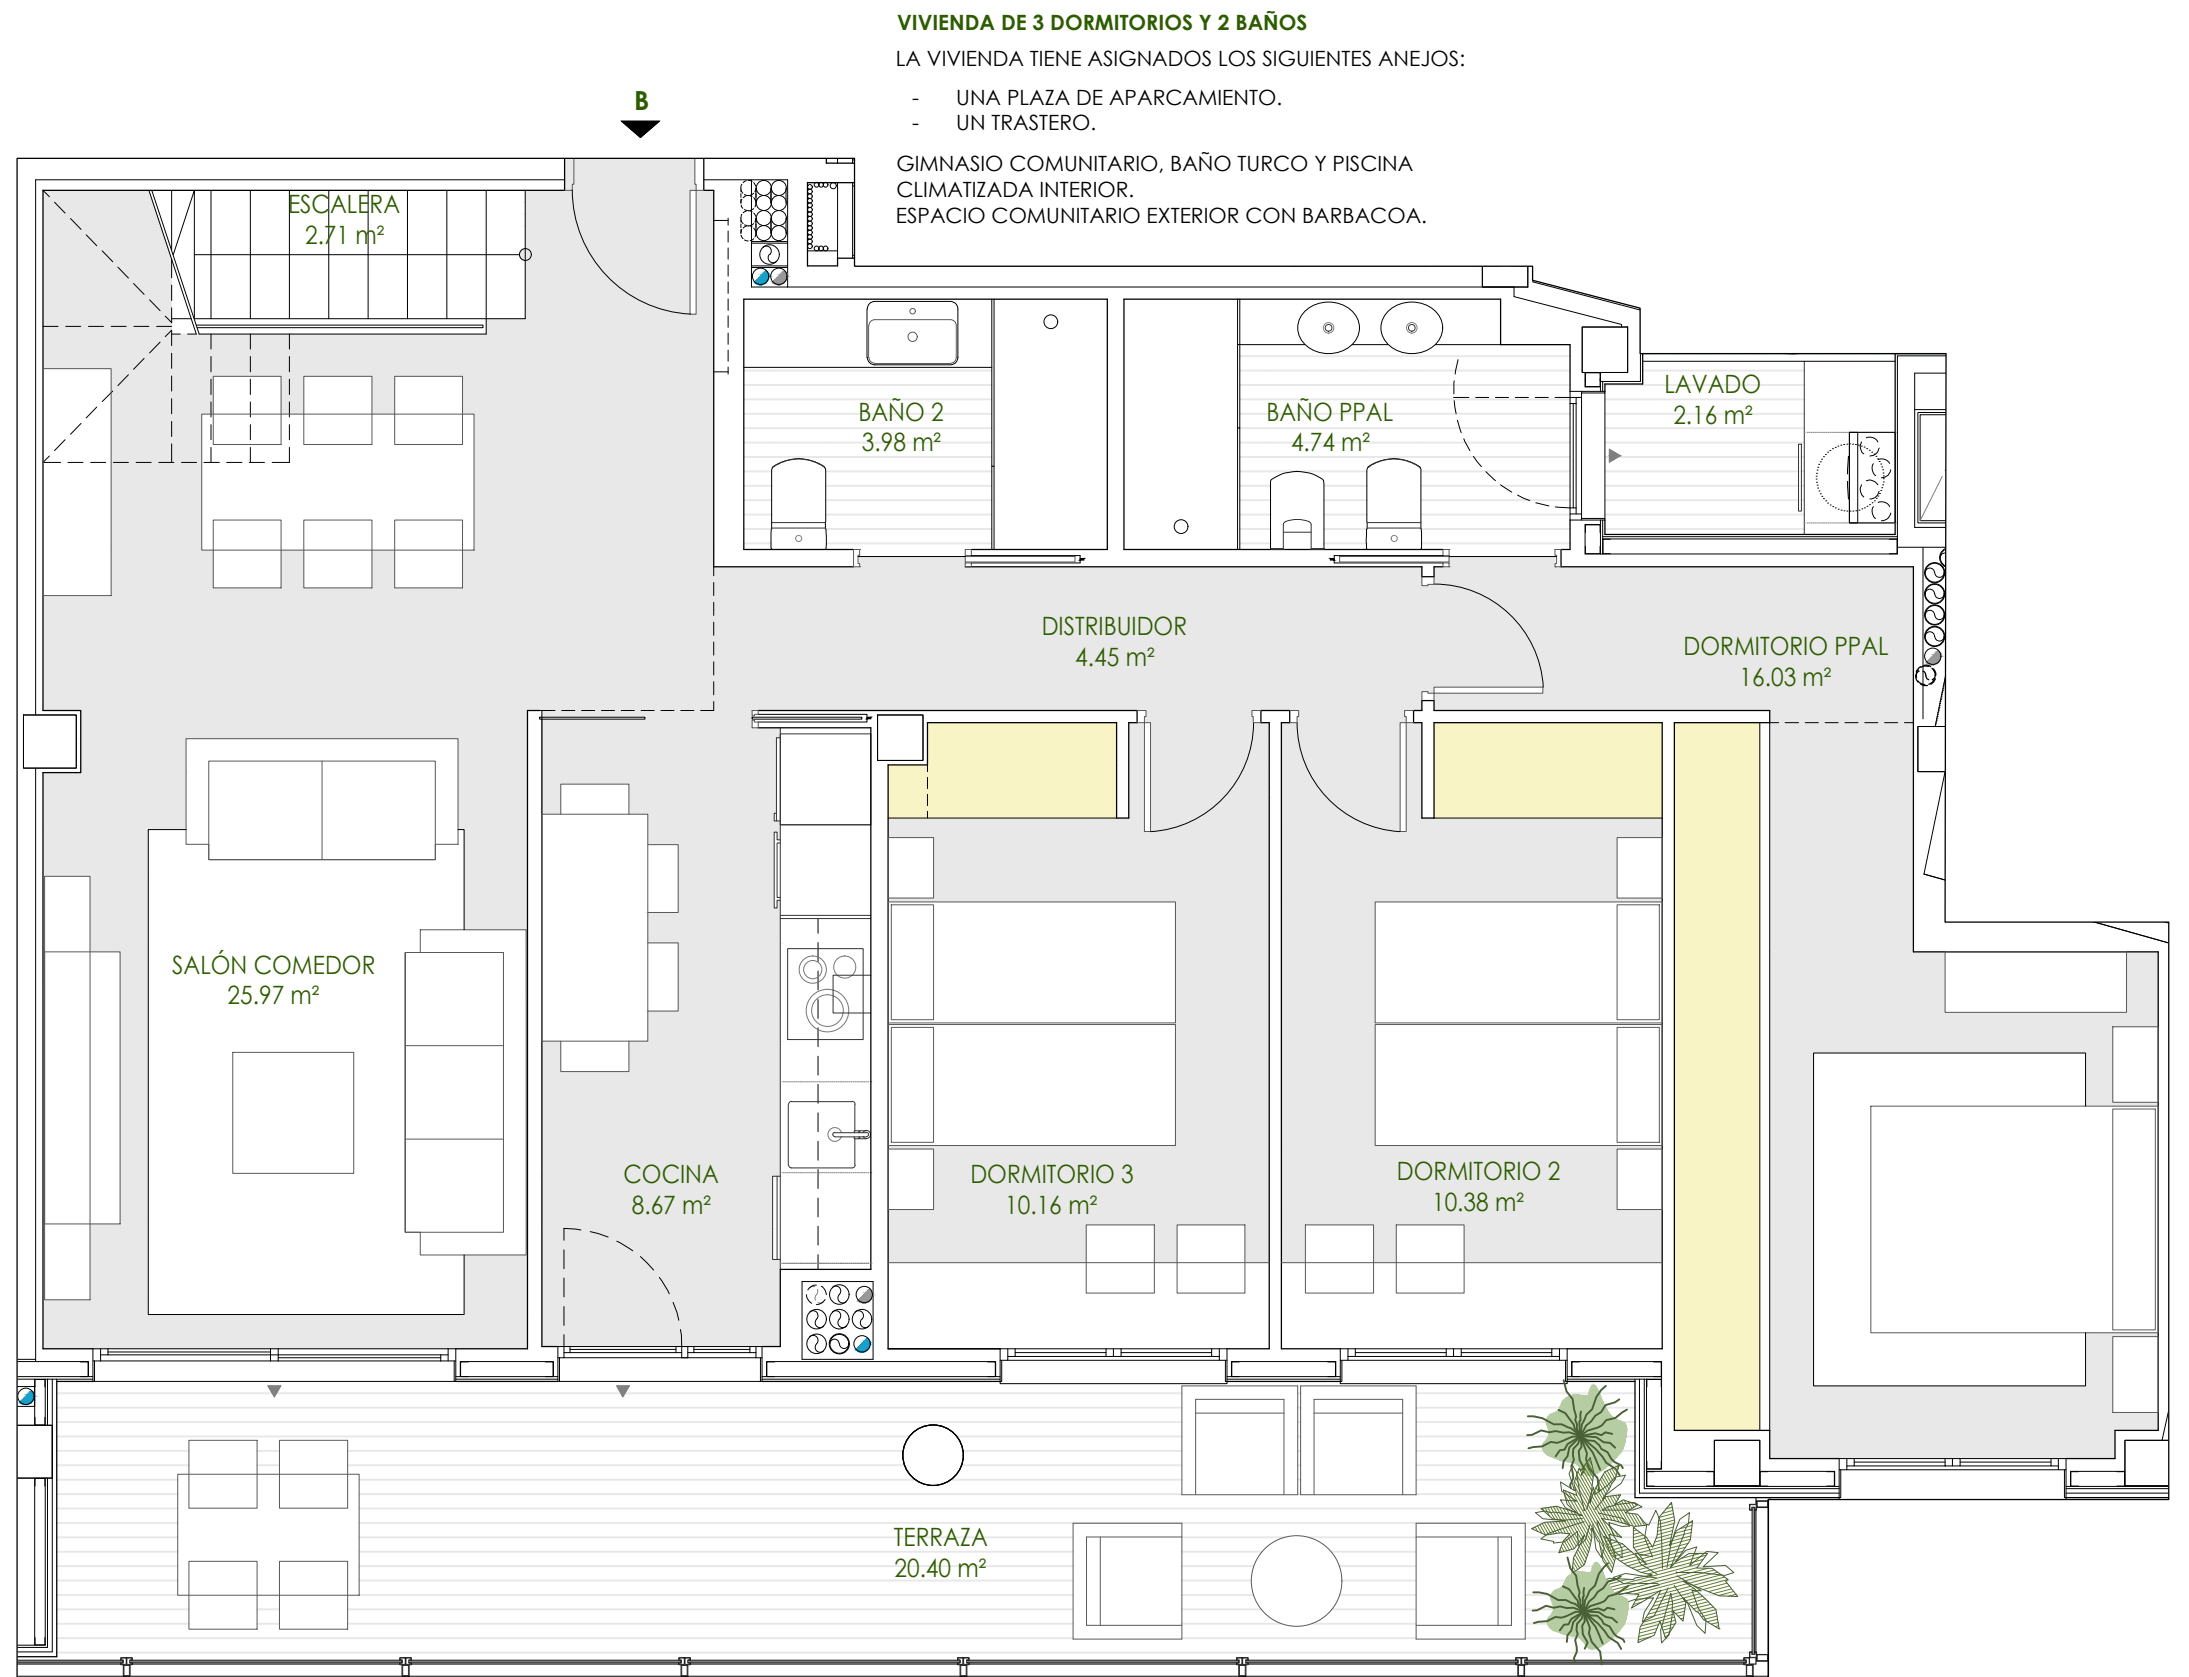 VIVIENDA DE 3 DORMITORIOS Y 2 BAÑOS
LA VIVIENDA TIENE ASIGNADOS LOS SIGUIENTES ANEJOS:
- UNA PLAZA DE APARCAMIENTO.
- UN TRASTERO.
GIMNASIO COMUNITARIO, BAÑO TURCO Y PISCINA
CLIMATIZADA INTERIOR.
ESPACIO COMUNITARIO EXTERIOR CON BARBACOA.
B
ESCALERA
2.71 m²
BAÑO 2
3.98 m²
BAÑO PPAL
4.74 m²
LAVADO
2.16 m²
DISTRIBUIDOR
4.45 m²
DORMITORIO PPAL
16.03 m²
SALÓN COMEDOR
25.97 m²
COCINA
8.67 m²
DORMITORIO 3
10.16 m²
DORMITORIO 2
10.38 m²
TERRAZA
20.40 m²